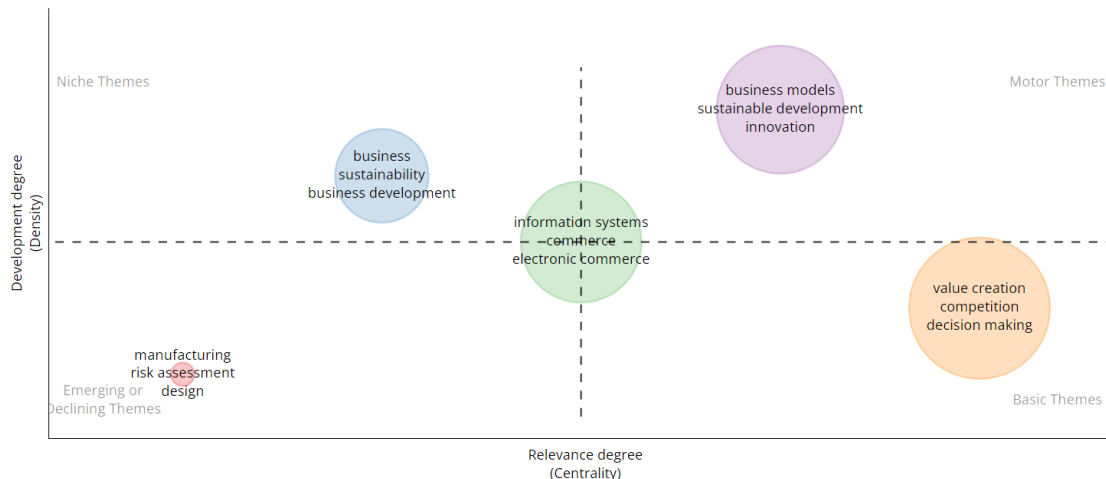 Niche Themes
Motor Themes
business models
sustainable development
innovation
business
sustainability
business development
information systems
commerce
electronic commerce
value creation
competition
decision making
manufacturing
risk assessment
design
Emerging or
Declining Themes
Basic Themes
Development degree
(Density)
Relevance degree
(Centrality)